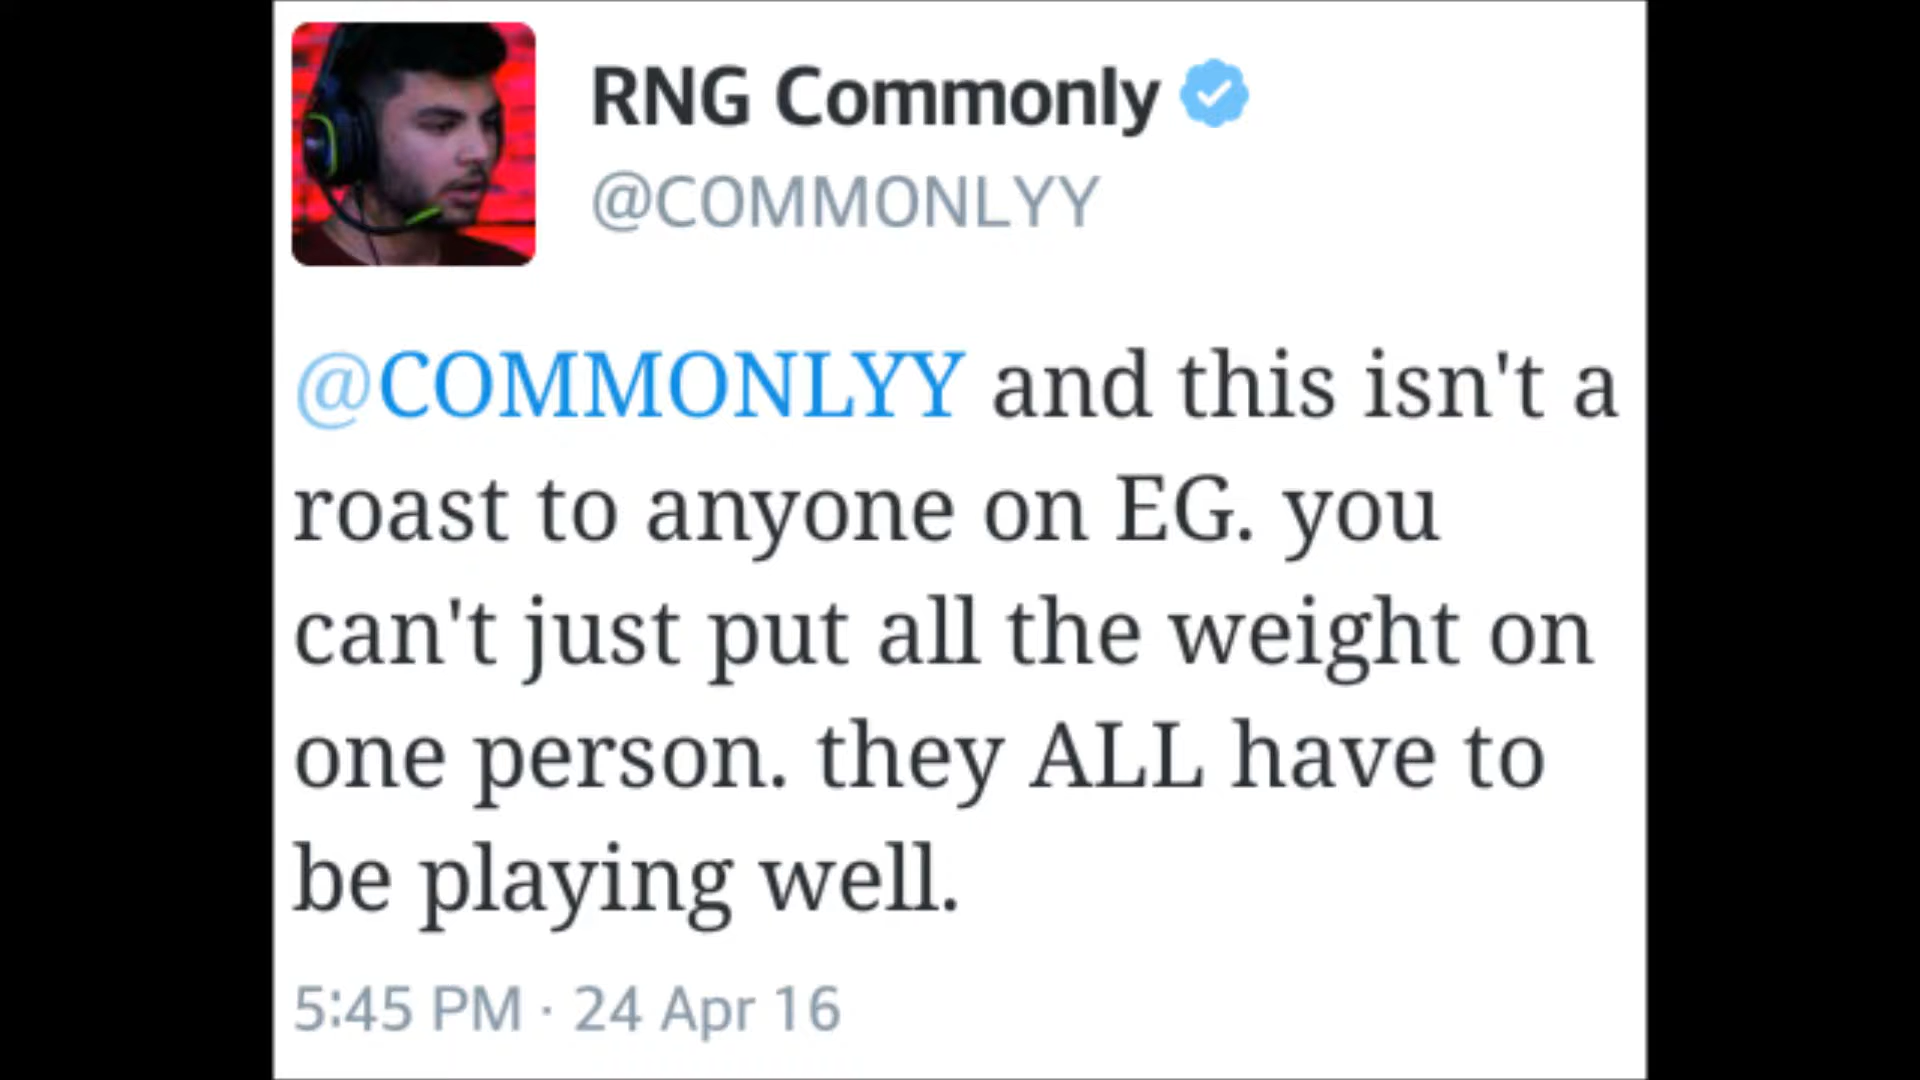 RNG Commonly
@COMMONLYY
@COMMONLYY and this isn't a
roast to anyone on EG. you
can't just put all the weight on
one person. they ALL have to
be playing well.
5:45 PM · 24 Apr 16